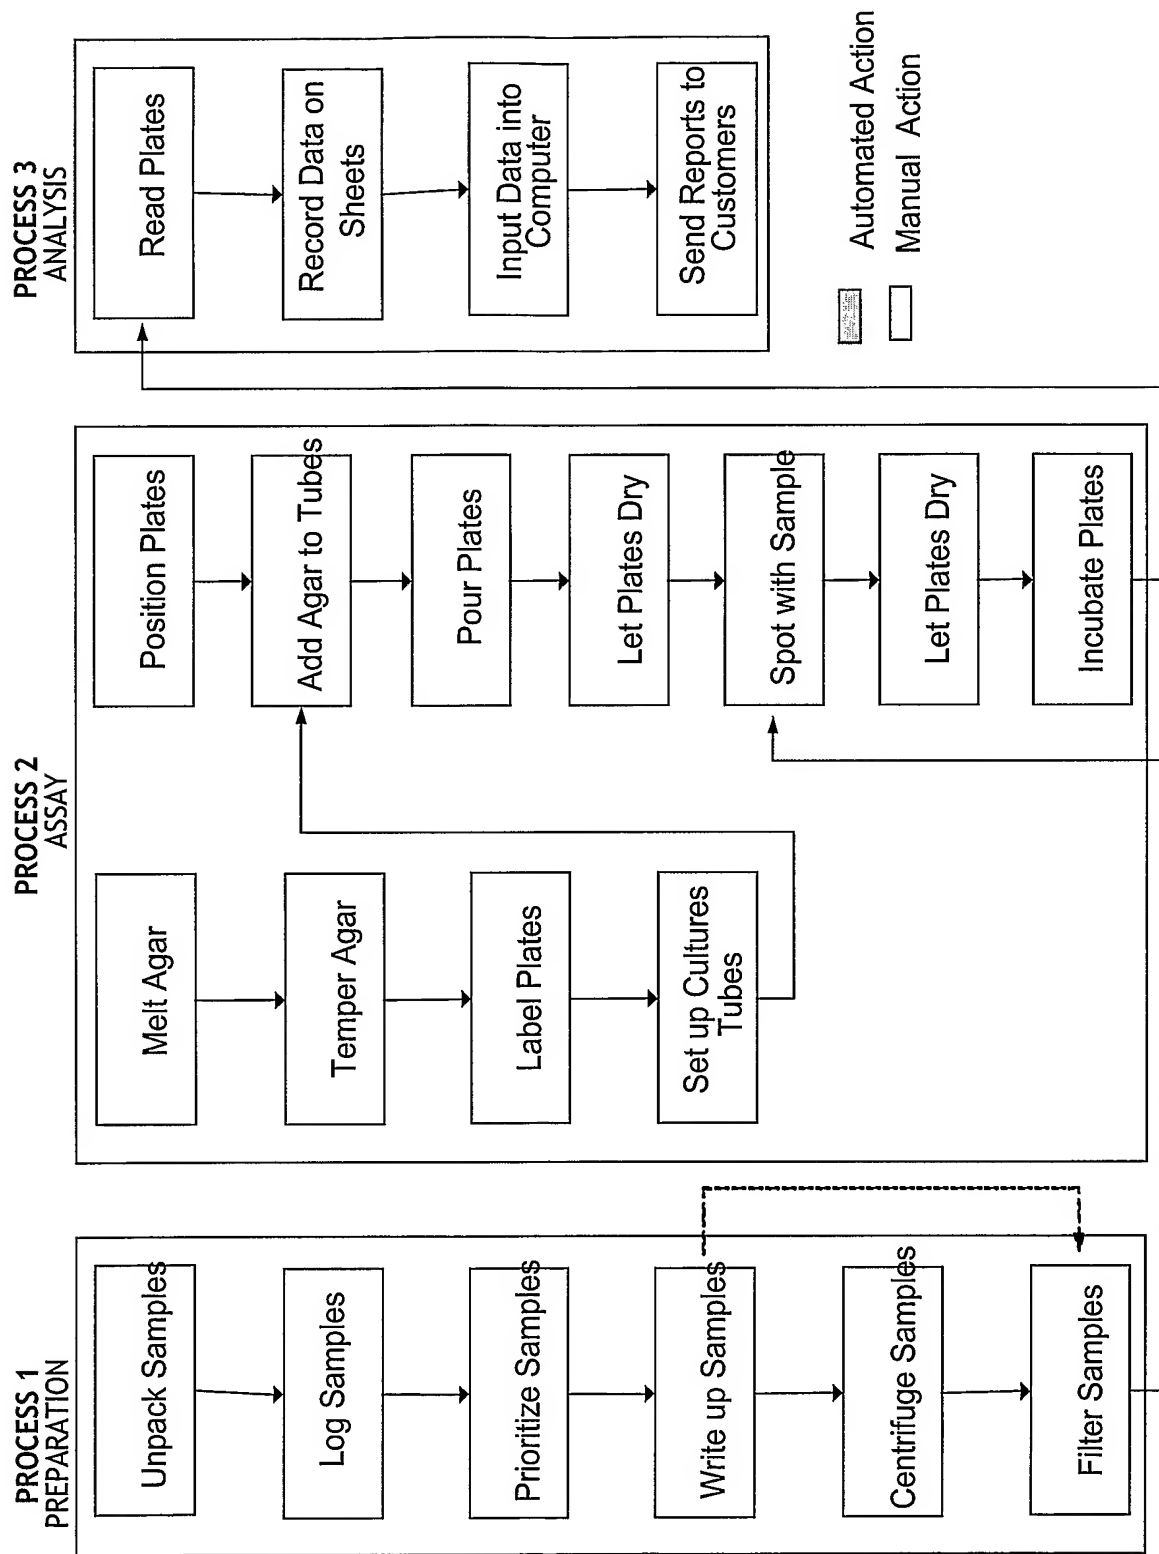 PROCESS 1
PREPARATION
Unpack Samples
Log Samples
Prioritize Samples
Write up Samples
Centrifuge Samples
Filter Samples
PROCESS 2
ASSAY
Melt Agar
Temper Agar
Label Plates
Set up Cultures
Tubes
Position Plates
Add Agar to Tubes
Pour Plates
Let Plates Dry
Spot with Sample
Let Plates Dry
Incubate Plates
PROCESS 3
ANALYSIS
Read Plates
Record Data on
Sheets
Input Data into
Computer
Send Reports to
Customers
Automated Action
Manual Action